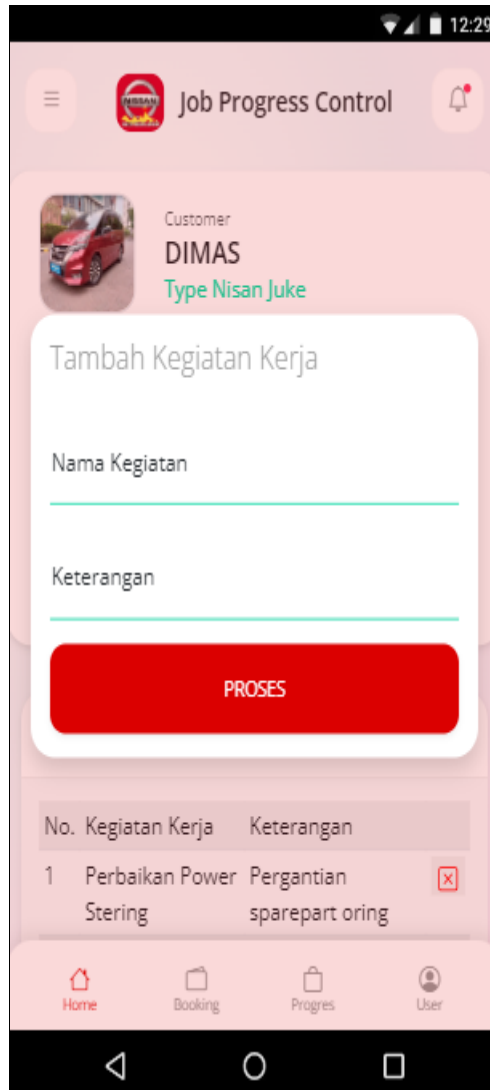 12:29
NISSAN
Job Progress Control
Customer
DIMAS
Type Nisan Juke
Tambah Kegiatan Kerja
Nama Kegiatan
Keterangan
PROSES
No. Kegiatan Kerja Keterangan
1 Perbaikan Power Pergantian
Stering sparepart oring
Home Booking Progres User